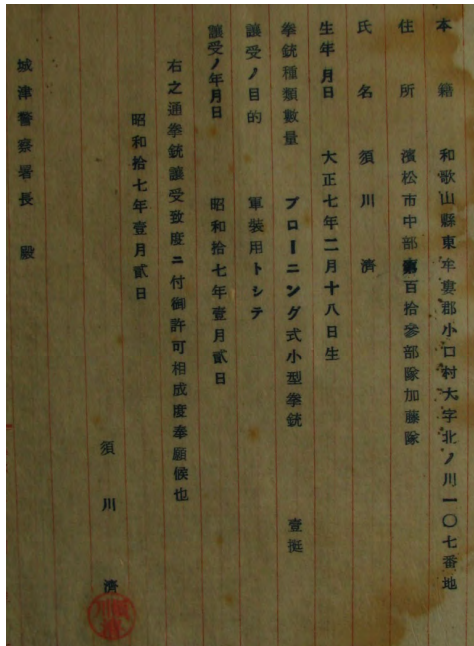 本籍 和歌山縣東牟婁郡小口村大字北ノ川一〇七番地
住所 濱松市中部第百拾參部隊加藤隊
氏名 須川濟
生年月日 大正七年二月十八日生
拳銃種類數量 ブローニング式小型拳銃 壹挺
讓受ノ目的 軍裝用トシテ
讓受ノ年月日 昭和拾七年壹月貳日
右之通拳銃讓受致度ニ付御許可相成度奉願候也
昭和拾七年壹月貳日
須川濟
城津警察署長殿